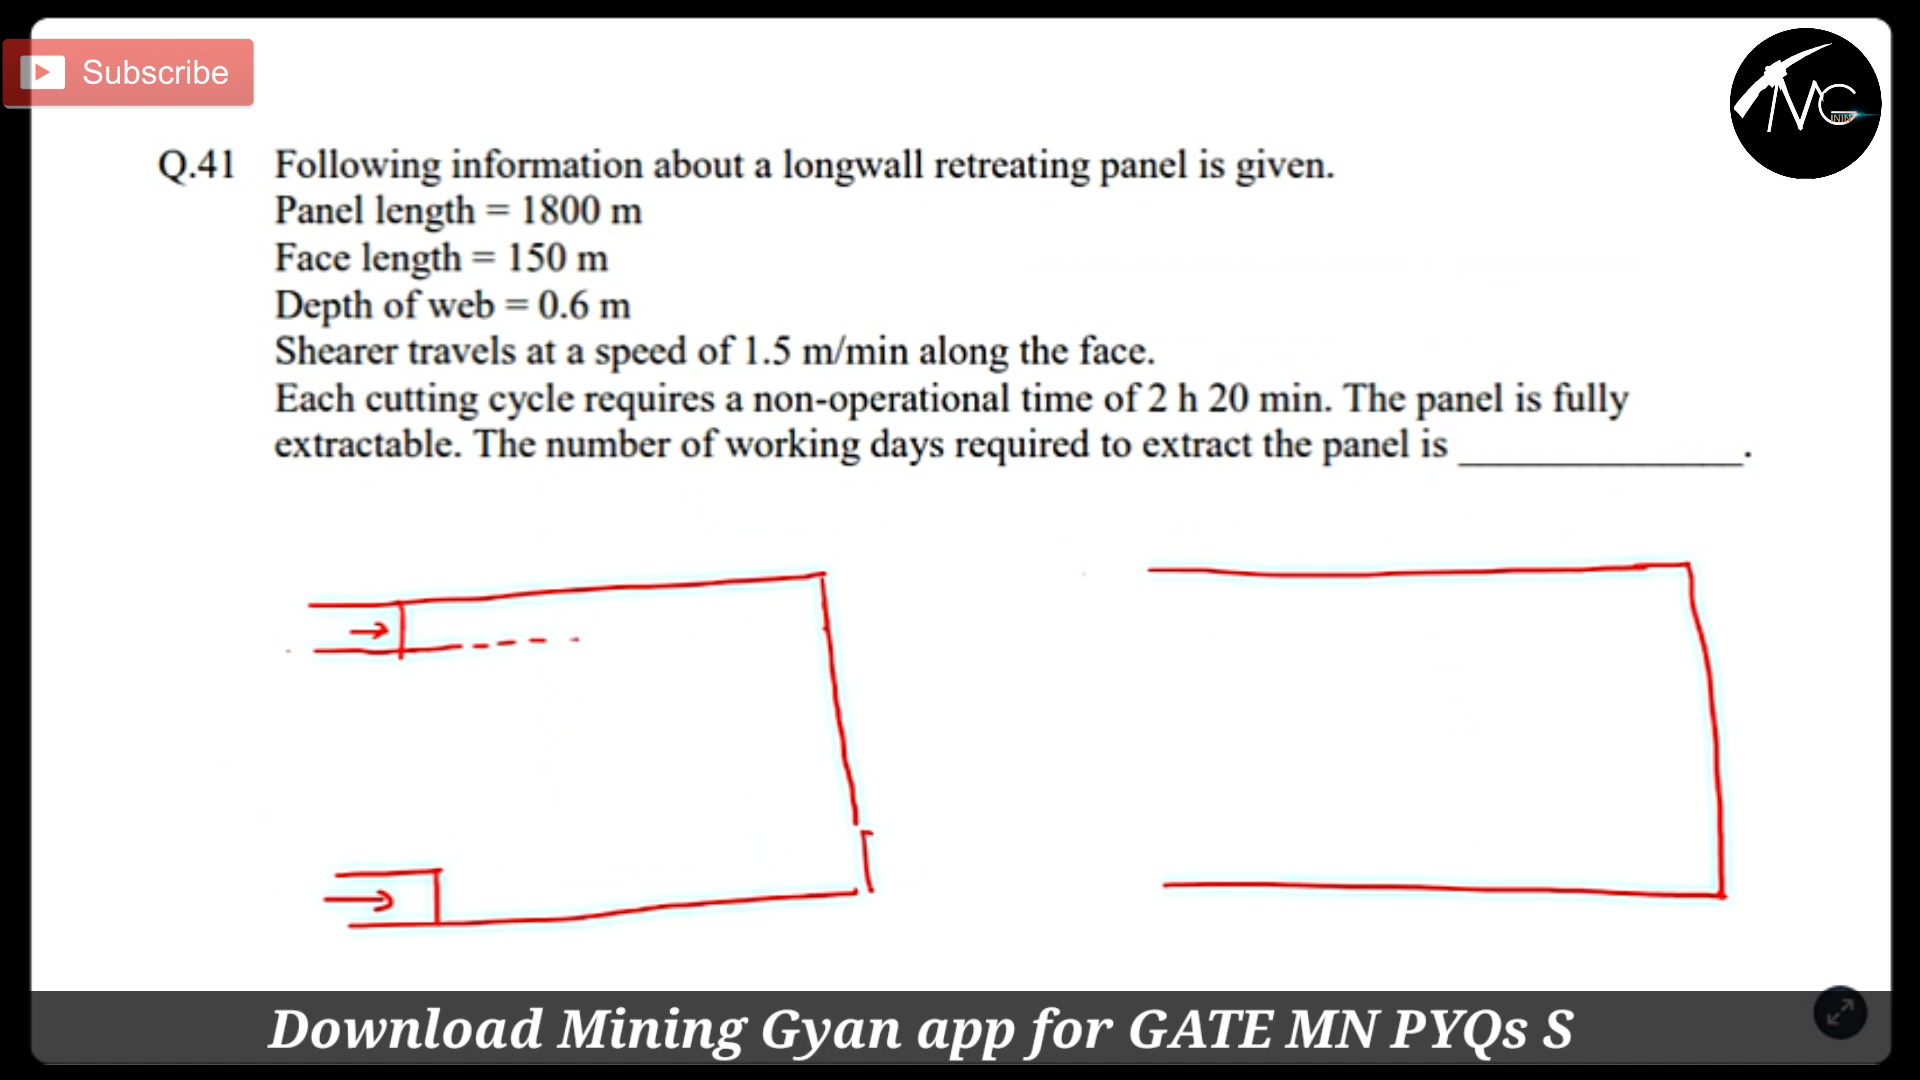 Subscribe
MG
INING
Q.41 Following information about a longwall retreating panel is given.
Panel length = 1800 m
Face length = 150 m
Depth of web = 0.6 m
Shearer travels at a speed of 1.5 m/min along the face.
Each cutting cycle requires a non-operational time of 2 h 20 min. The panel is fully
extractable. The number of working days required to extract the panel is ______________.
Download Mining Gyan app for GATE MN PYQs S